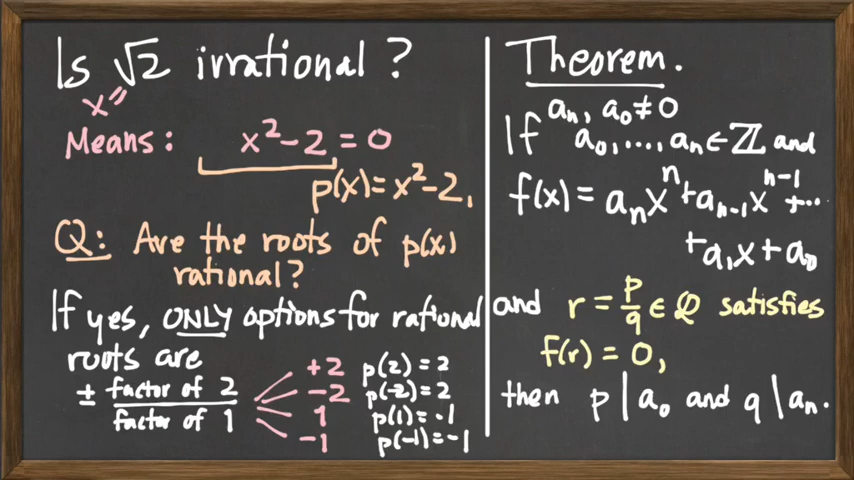 Is √2 irrational?
x "
Means: x² - 2 = 0
p(x) = x² - 2,
Q: Are the roots of p(x)
rational?
If yes, ONLY options for rational
roots are
± factor of 2 / factor of 1
+2 p(2) = 2
-2 p(-2) = 2
1 p(1) = -1
-1 p(-1) = -1
Theorem.
aₙ, a₀ ≠ 0
If a₀, ..., aₙ ∈ ℤ and
f(x) = aₙxⁿ + aₙ₋₁xⁿ⁻¹ + ...
+ a₁x + a₀
and r = p/q ∈ ℚ satisfies
f(r) = 0,
then p | a₀ and q | aₙ.